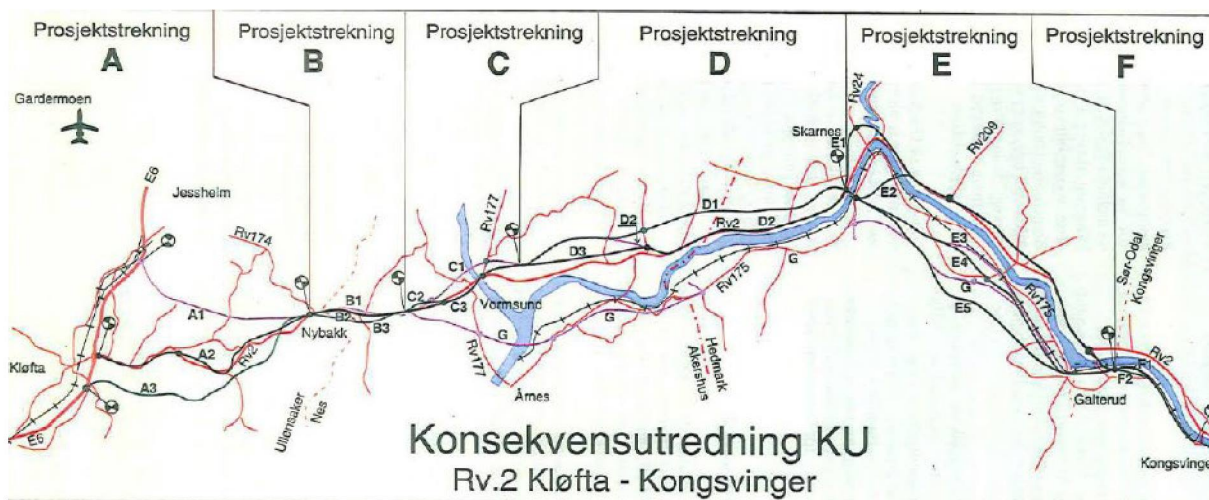 Prosjektstrekning
A
Prosjektstrekning
B
Prosjektstrekning
C
Prosjektstrekning
D
Prosjektstrekning
E
Prosjektstrekning
F
Gardermoen
E6
Jessheim
Rv174
Rv177
Skarnes
Rv24
E1
Rv209
D1
D2
Rv2
D2
D3
E2
C1
C2
C3
Vormsund
B1
B2
B3
Nybakk
A1
A2
Rv2
A3
Kløfta
E6
Ullensaker
Nes
G
Rv177
Årnes
G
Rv175
G
Hedmark
Akershus
E3
E4
G
E5
Rv175
Sør-Odal
Kongsvinger
Rv2
F1
F2
Galterud
Kongsvinger
Konsekvensutredning KU
Rv.2 Kløfta - Kongsvinger